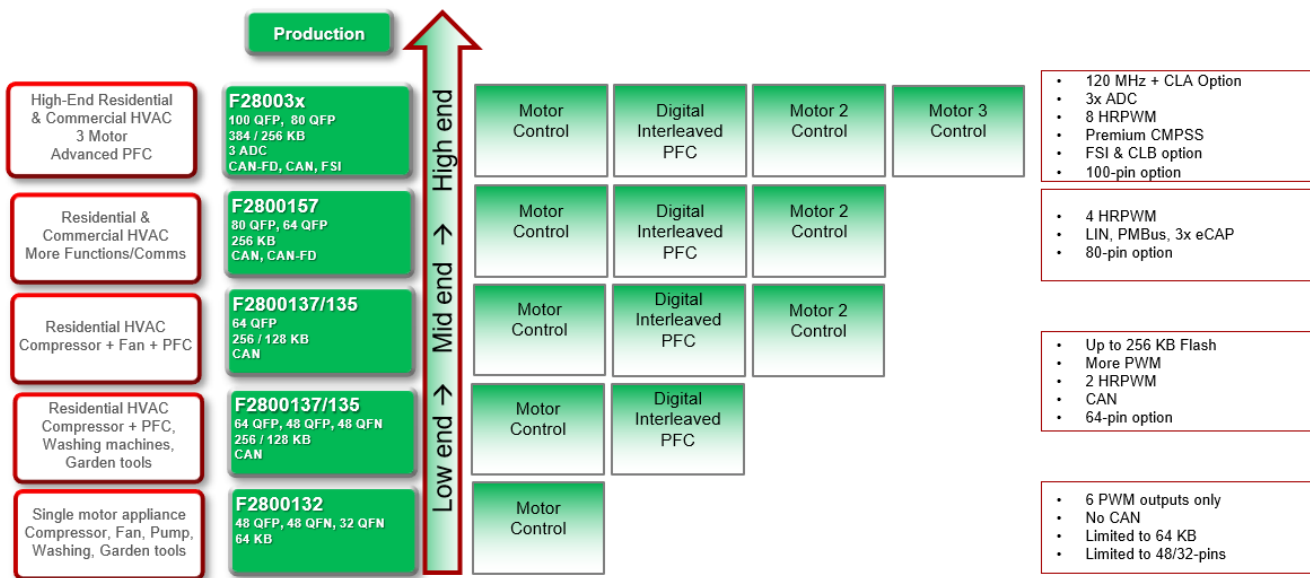 Production
High-End Residential
& Commercial HVAC
3 Motor
Advanced PFC
F28003x
100 QFP, 80 QFP
384 / 256 KB
3 ADC
CAN-FD, CAN, FSI
Motor
Control
Digital
Interleaved
PFC
Motor 2
Control
Motor 3
Control
• 120 MHz + CLA Option
• 3x ADC
• 8 HRPWM
• Premium CMPSS
• FSI & CLB option
• 100-pin option
Residential &
Commercial HVAC
More Functions/Comms
F2800157
80 QFP, 64 QFP
256 KB
CAN, CAN-FD
Motor
Control
Digital
Interleaved
PFC
Motor 2
Control
• 4 HRPWM
• LIN, PMBus, 3x eCAP
• 80-pin option
Residential HVAC
Compressor + Fan + PFC
F2800137/135
64 QFP
256 / 128 KB
CAN
Motor
Control
Digital
Interleaved
PFC
Motor 2
Control
• Up to 256 KB Flash
• More PWM
• 2 HRPWM
• CAN
• 64-pin option
Residential HVAC
Compressor + PFC,
Washing machines,
Garden tools
F2800137/135
64 QFP, 48 QFP, 48 QFN
256 / 128 KB
CAN
Motor
Control
Digital
Interleaved
PFC
Single motor appliance
Compressor, Fan, Pump,
Washing, Garden tools
F2800132
48 QFP, 48 QFN, 32 QFN
64 KB
Motor
Control
• 6 PWM outputs only
• No CAN
• Limited to 64 KB
• Limited to 48/32-pins
Low end → Mid end → High end